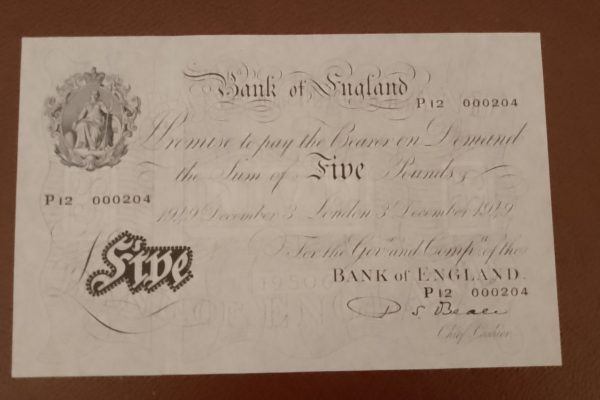 Bank of England
P12 000204
I Promise to pay the Bearer on Demand
the Sum of Five Pounds
P12 000204
1949 December 3 London 3 December 1949
For the Govr. and Compa. of the
Five
BANK of ENGLAND.
P12 000204
P S Beale
Chief Cashier